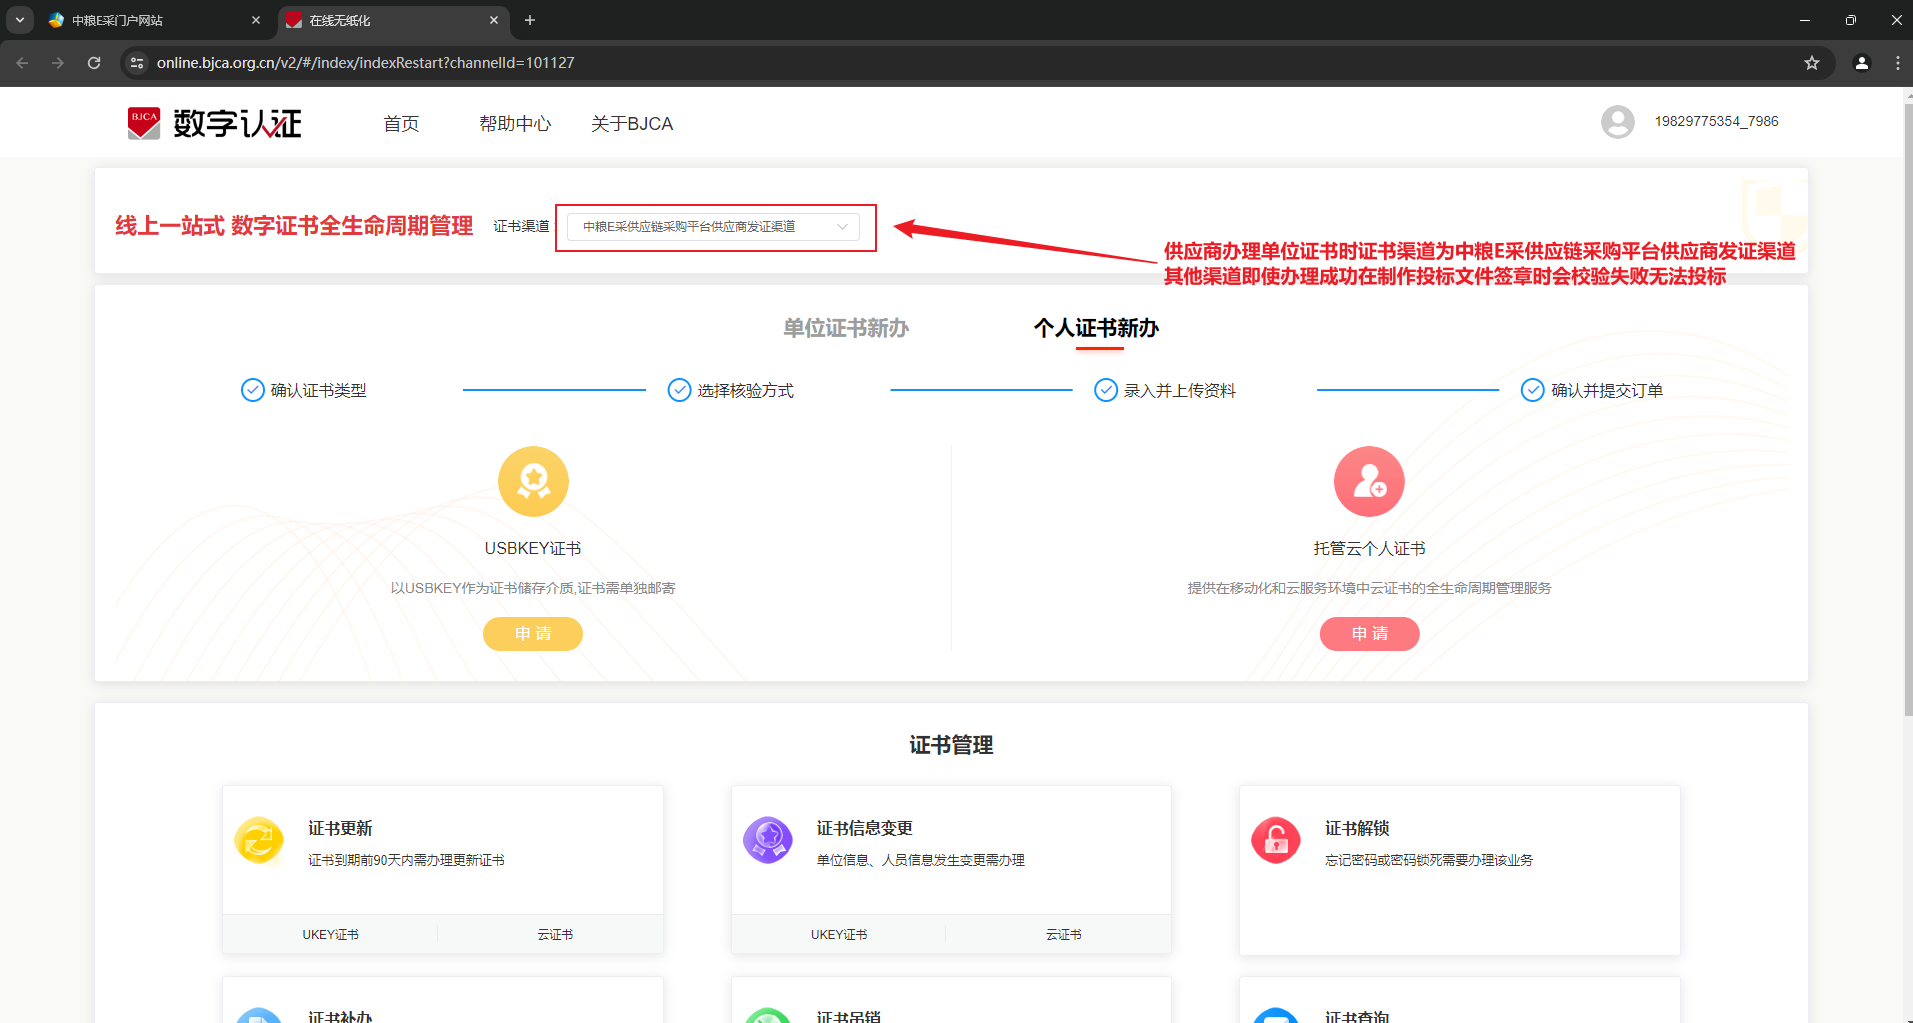 中粮E采门户网站
在线无纸化
online.bjca.org.cn/v2/#/index/indexRestart?channelId=101127
BJCA
数字认证
首页
帮助中心
关于BJCA
19829775354_7986
线上一站式 数字证书全生命周期管理
证书渠道
中粮E采供应链采购平台供应商发证渠道
供应商办理单位证书时证书渠道为中粮E采供应链采购平台供应商发证渠道
其他渠道即使办理成功在制作投标文件签章时会校验失败无法投标
单位证书新办
个人证书新办
确认证书类型
选择核验方式
录入并上传资料
确认并提交订单
USBKEY证书
以USBKEY作为证书储存介质,证书需单独邮寄
申 请
托管云个人证书
提供在移动化和云服务环境中云证书的全生命周期管理服务
申 请
证书管理
证书更新
证书到期前90天内需办理更新证书
UKEY证书
云证书
证书信息变更
单位信息、人员信息发生变更需办理
UKEY证书
云证书
证书解锁
忘记密码或密码锁死需要办理该业务
证书补办
证书吊销
证书查询